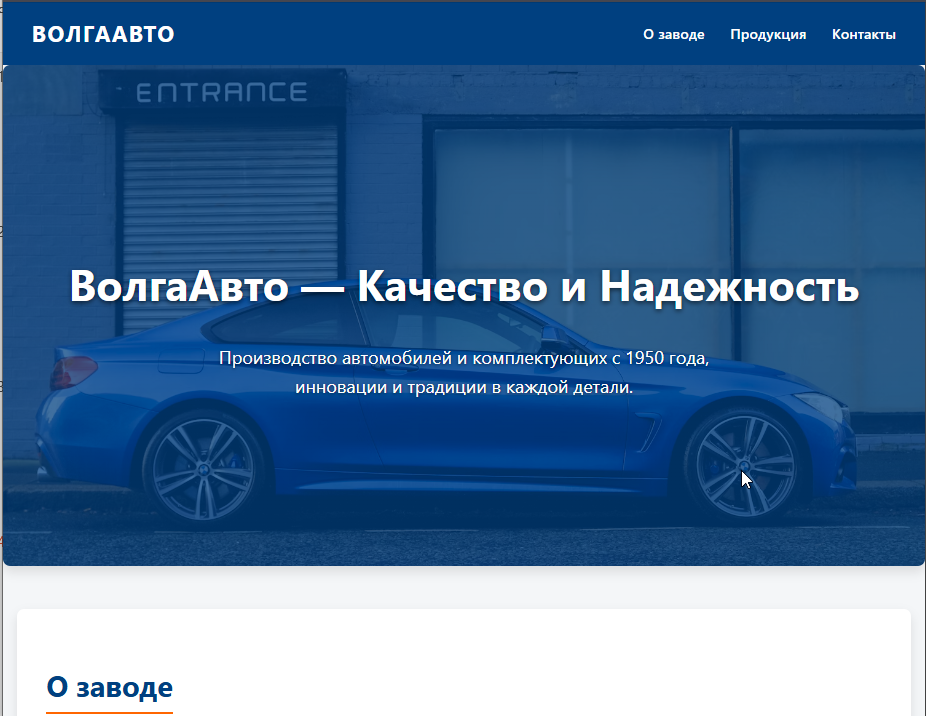 ВОЛГААВТО
О заводе Продукция Контакты
ENTRANCE
ВолгаАвто — Качество и Надежность
Производство автомобилей и комплектующих с 1950 года,
инновации и традиции в каждой детали.
О заводе